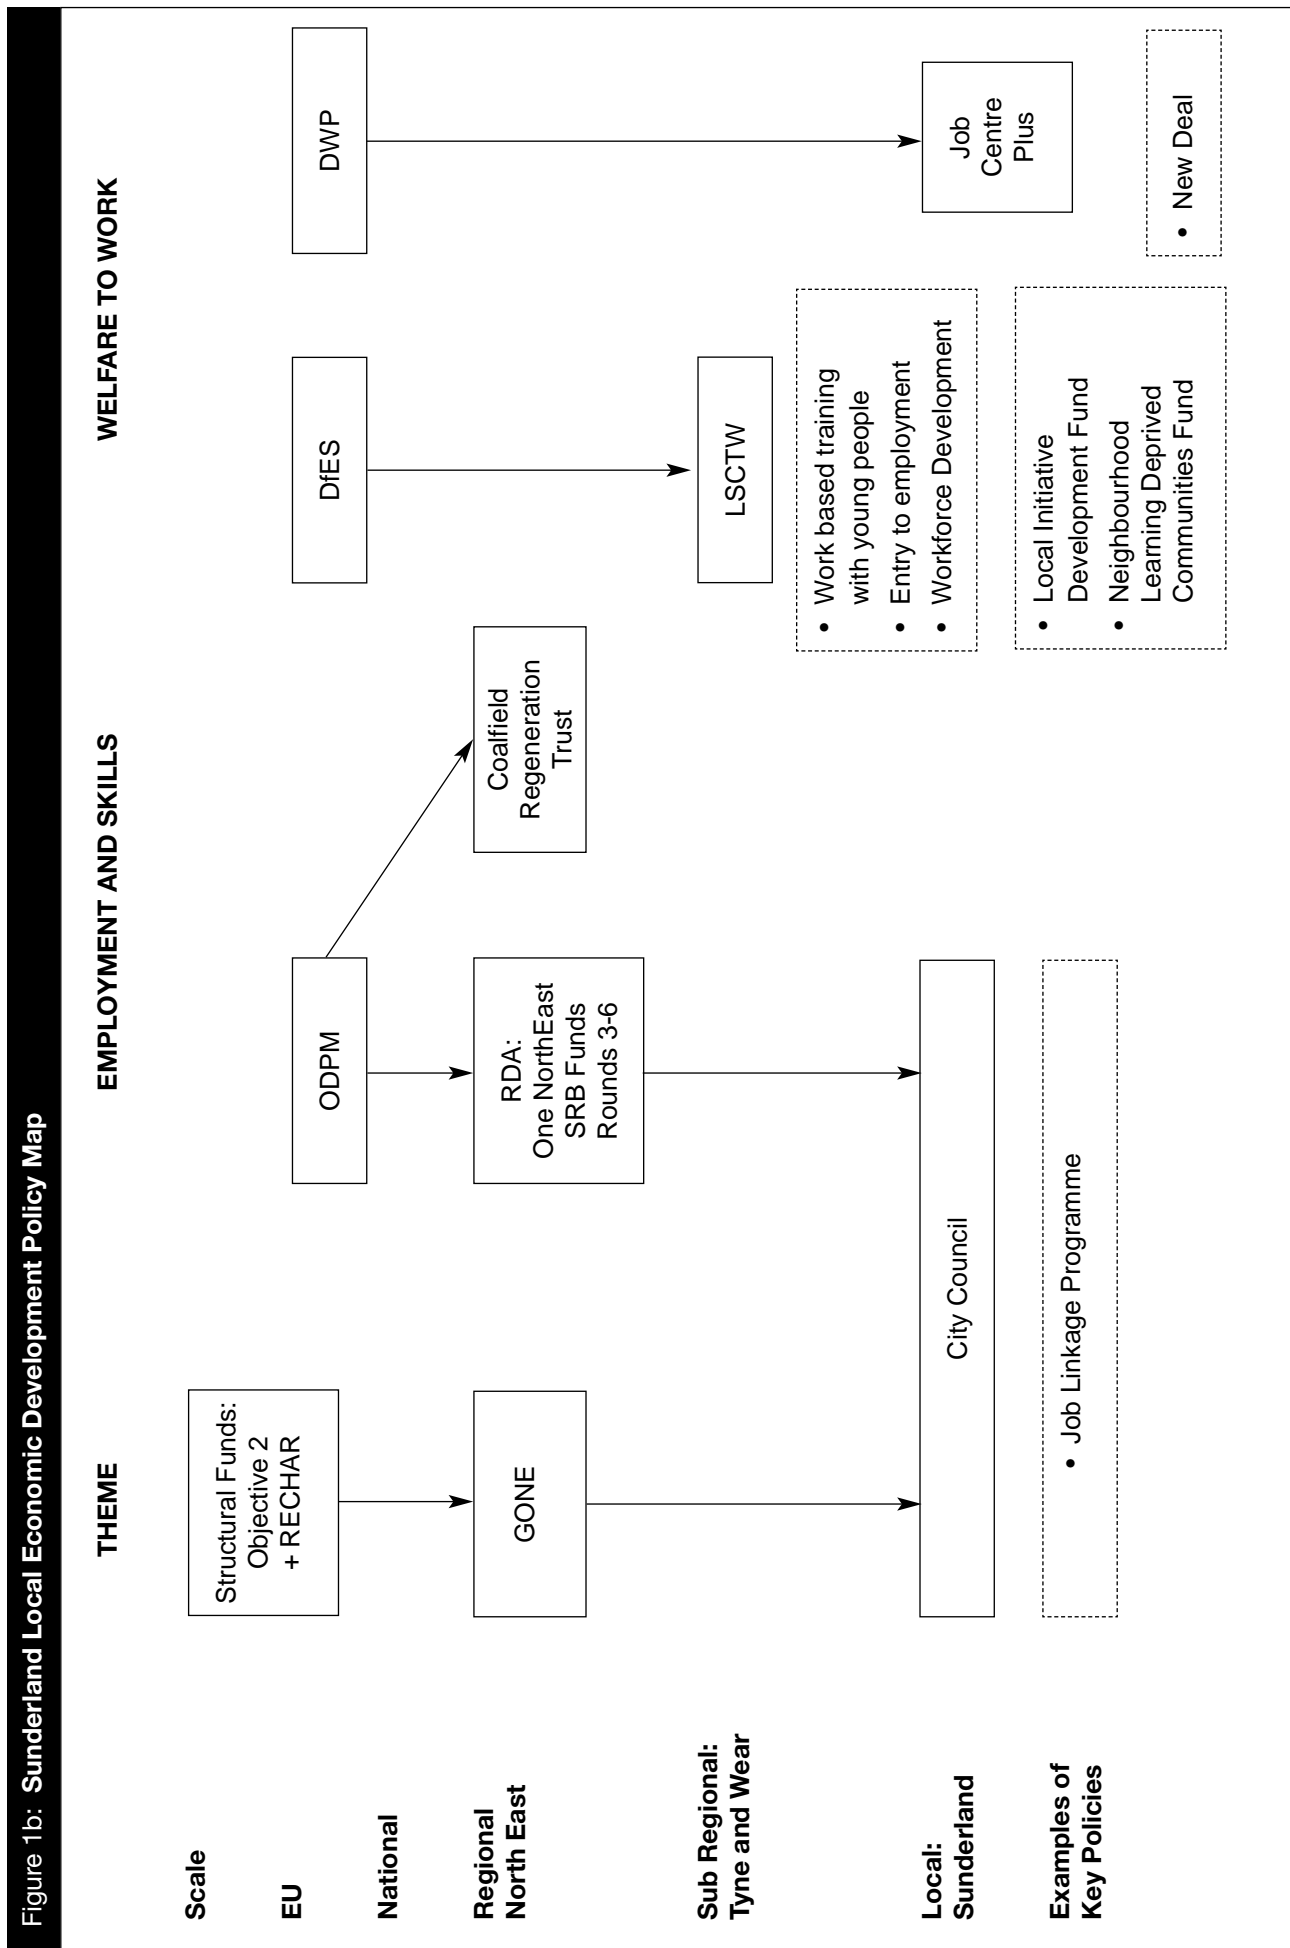 Figure 1b: Sunderland Local Economic Development Policy Map
THEME
EMPLOYMENT AND SKILLS
WELFARE TO WORK
Scale
EU
Structural Funds:
Objective 2
+ RECHAR
National
ODPM
DfES
DWP
Regional
North East
GONE
RDA:
One NorthEast
SRB Funds
Rounds 3-6
Coalfield
Regeneration
Trust
Sub Regional:
Tyne and Wear
LSCTW
• Work based training
with young people
• Entry to employment
• Workforce Development
Local:
Sunderland
City Council
Job
Centre
Plus
Examples of
Key Policies
• Job Linkage Programme
• Local Initiative
Development Fund
• Neighbourhood
Learning Deprived
Communities Fund
• New Deal